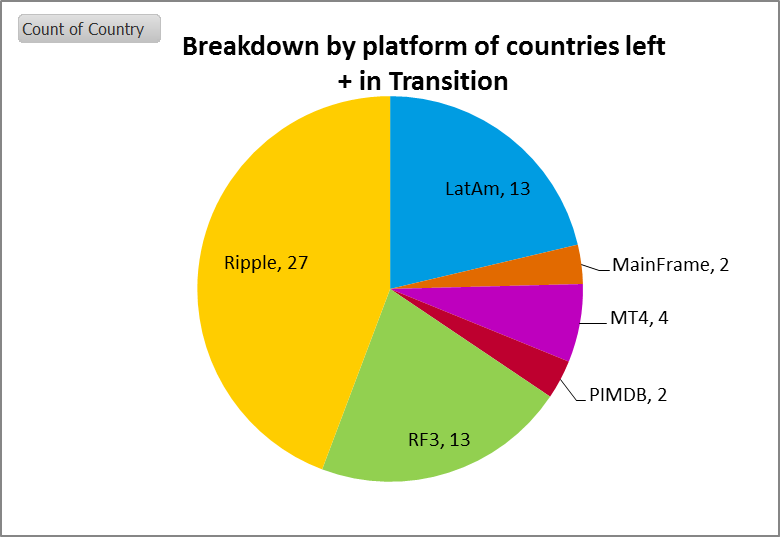 Count of Country
Breakdown by platform of countries left
+ in Transition
LatAm, 13
Ripple, 27
MainFrame, 2
MT4, 4
PIMDB, 2
RF3, 13